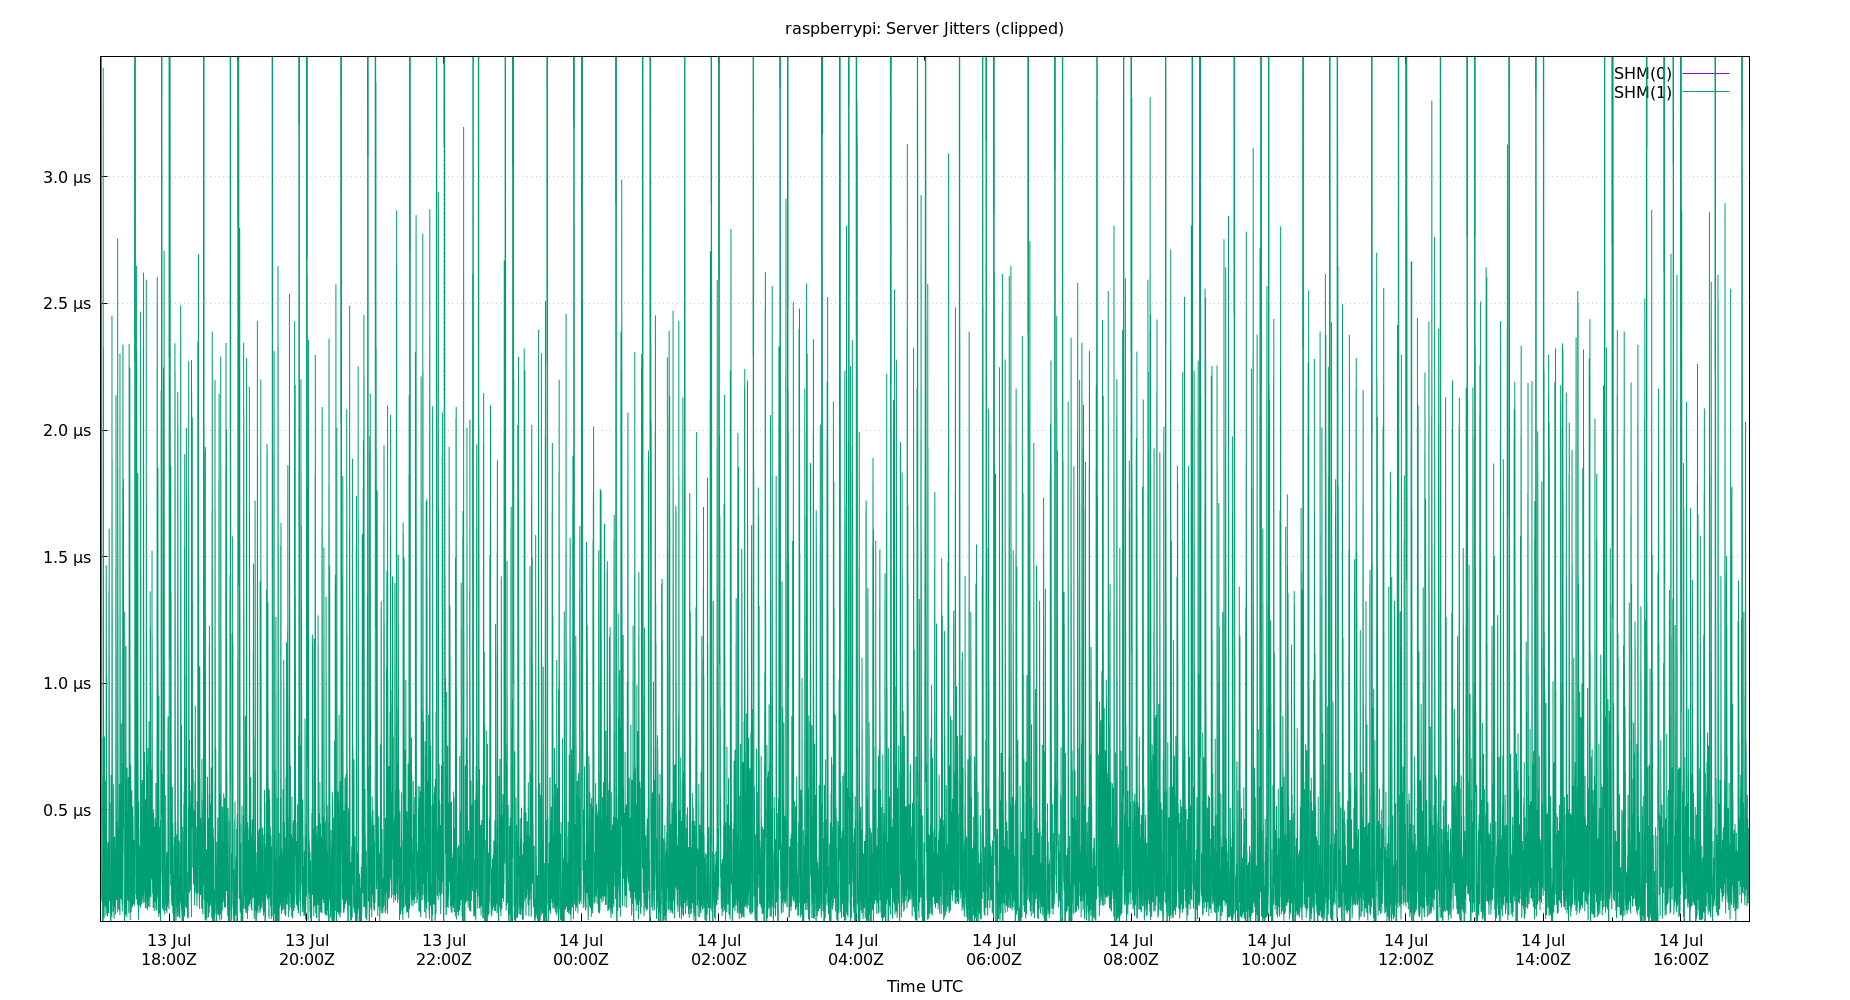 raspberrypi: Server Jitters (clipped)
SHM(0)
SHM(1)
3.0 µs
2.5 µs
2.0 µs
1.5 µs
1.0 µs
0.5 µs
13 Jul 13 Jul 13 Jul 14 Jul 14 Jul 14 Jul 14 Jul 14 Jul 14 Jul 14 Jul 14 Jul 14 Jul
18:00Z 20:00Z 22:00Z 00:00Z 02:00Z 04:00Z 06:00Z 08:00Z 10:00Z 12:00Z 14:00Z 16:00Z
Time UTC